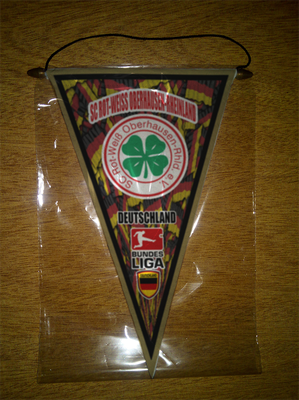 SC ROT-WEISS OBERHAUSEN-RHEINLAND
SC Rot-Weiß Oberhausen-Rhld. e.V.
DEUTSCHLAND
BUNDES
LIGA